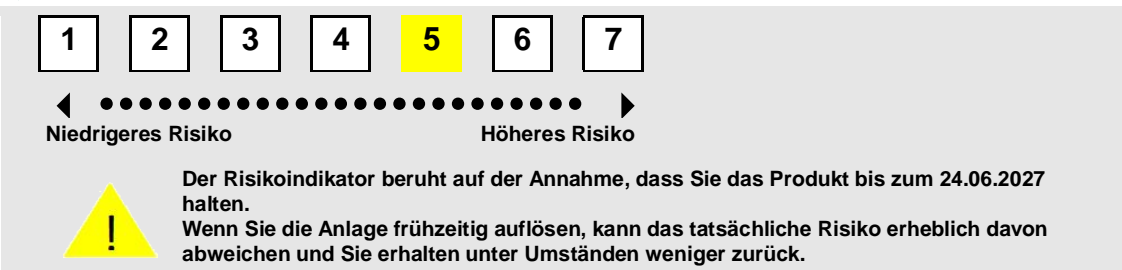 1 2 3 4 5 6 7
Niedrigeres Risiko Höheres Risiko
Der Risikoindikator beruht auf der Annahme, dass Sie das Produkt bis zum 24.06.2027
halten.
Wenn Sie die Anlage frühzeitig auflösen, kann das tatsächliche Risiko erheblich davon
abweichen und Sie erhalten unter Umständen weniger zurück.
!